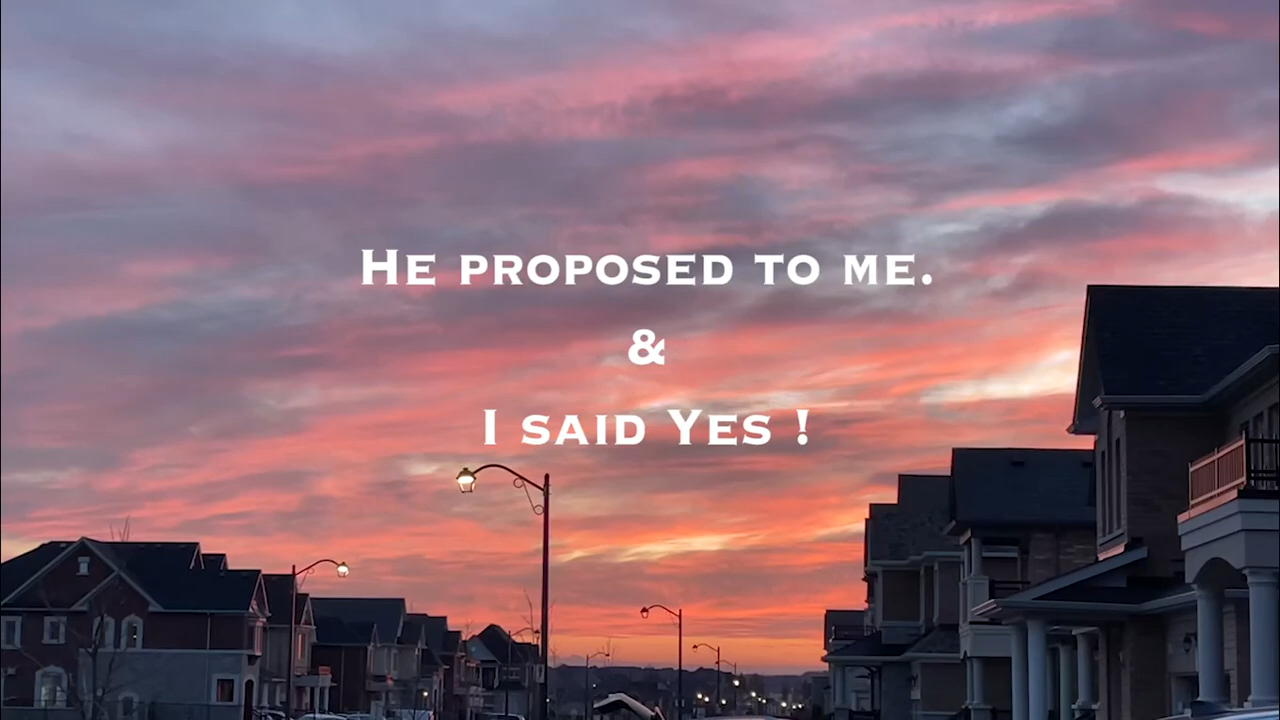 He proposed to me.
&
I said Yes !